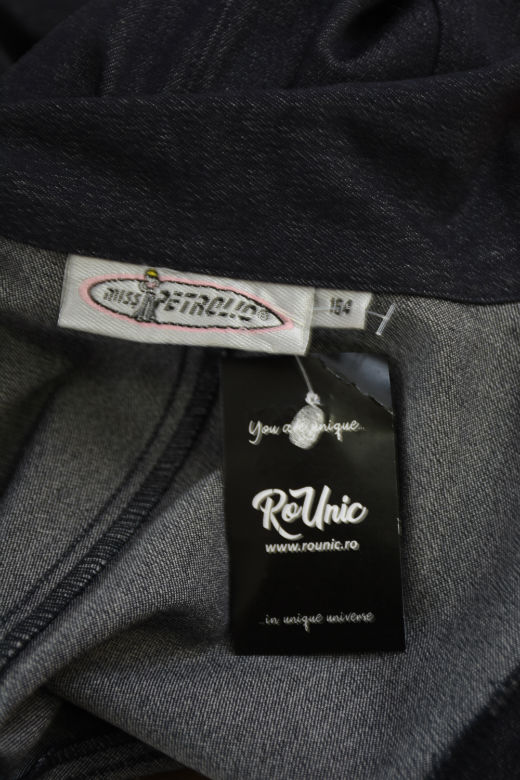 miss PETROLIO®
164
You are unique...
RoUnic
www.rounic.ro
...in unique universe